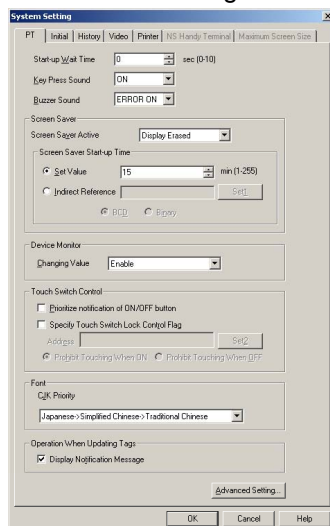 System Setting
PT Initial History Video Printer NS Handy Terminal Maximum Screen Size
Start-up Wait Time 0 sec (0-10)
Key Press Sound ON
Buzzer Sound ERROR ON
Screen Saver
Screen Saver Active Display Erased
Screen Saver Start-up Time
Set Value 15 min (1-255)
Indirect Reference Set1
BCD Binary
Device Monitor
Changing Value Enable
Touch Switch Control
Prioritize notification of ON/OFF button
Specify Touch Switch Lock Control Flag
Address Set2
Prohibit Touching When ON Prohibit Touching When OFF
Font
CJK Priority
Japanese->Simplified Chinese->Traditional Chinese
Operation When Updating Tags
Display Notification Message
Advanced Setting...
OK Cancel Help